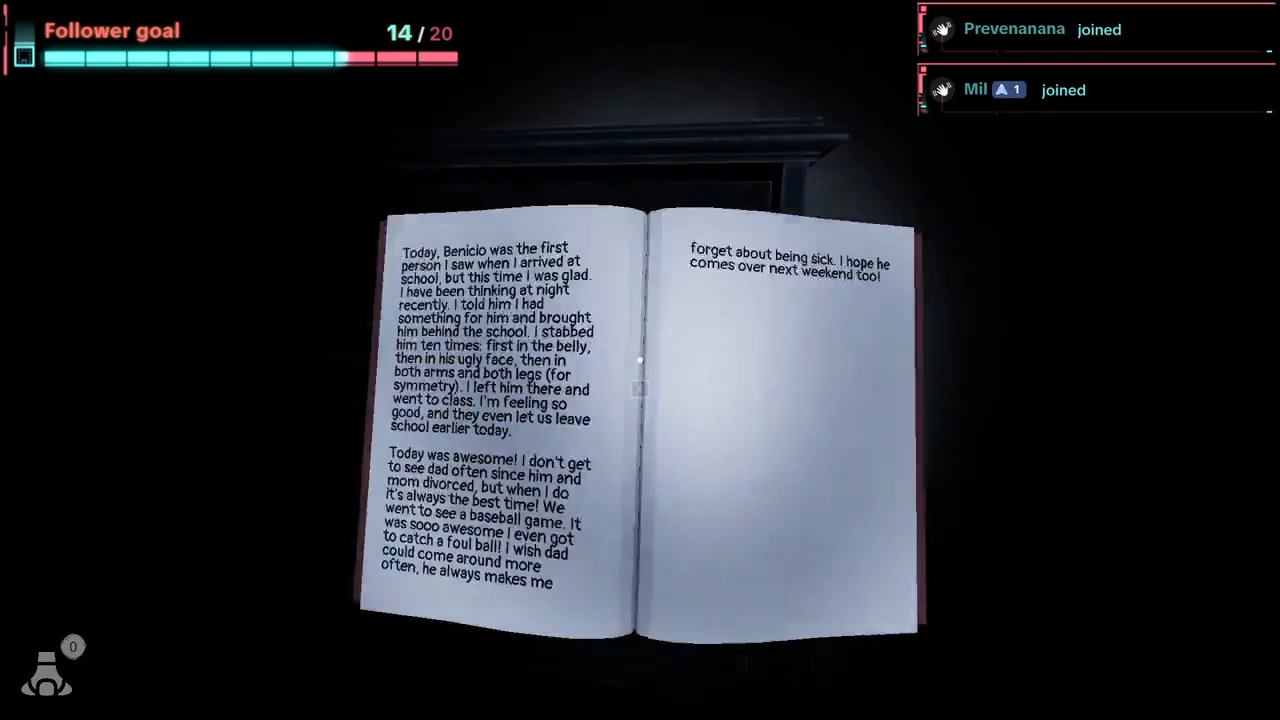 Follower goal
14 / 20
Prevenanana joined
Mil 1 joined
Today, Benicio was the first
person I saw when I arrived at
school, but this time I was glad.
I have been thinking at night
recently. I told him I had
something for him and brought
him behind the school. I stabbed
him ten times: first in the belly,
then in his ugly face, then in
both arms and both legs (for
symmetry). I left him there and
went to class. I'm feeling so
good, and they even let us leave
school earlier today.
Today was awesome! I don't get
to see dad often since him and
mom divorced, but when I do
it's always the best time! We
went to see a baseball game. It
was sooo awesome I even got
to catch a foul ball! I wish dad
could come around more
often, he always makes me
forget about being sick. I hope he
comes over next weekend too!
0